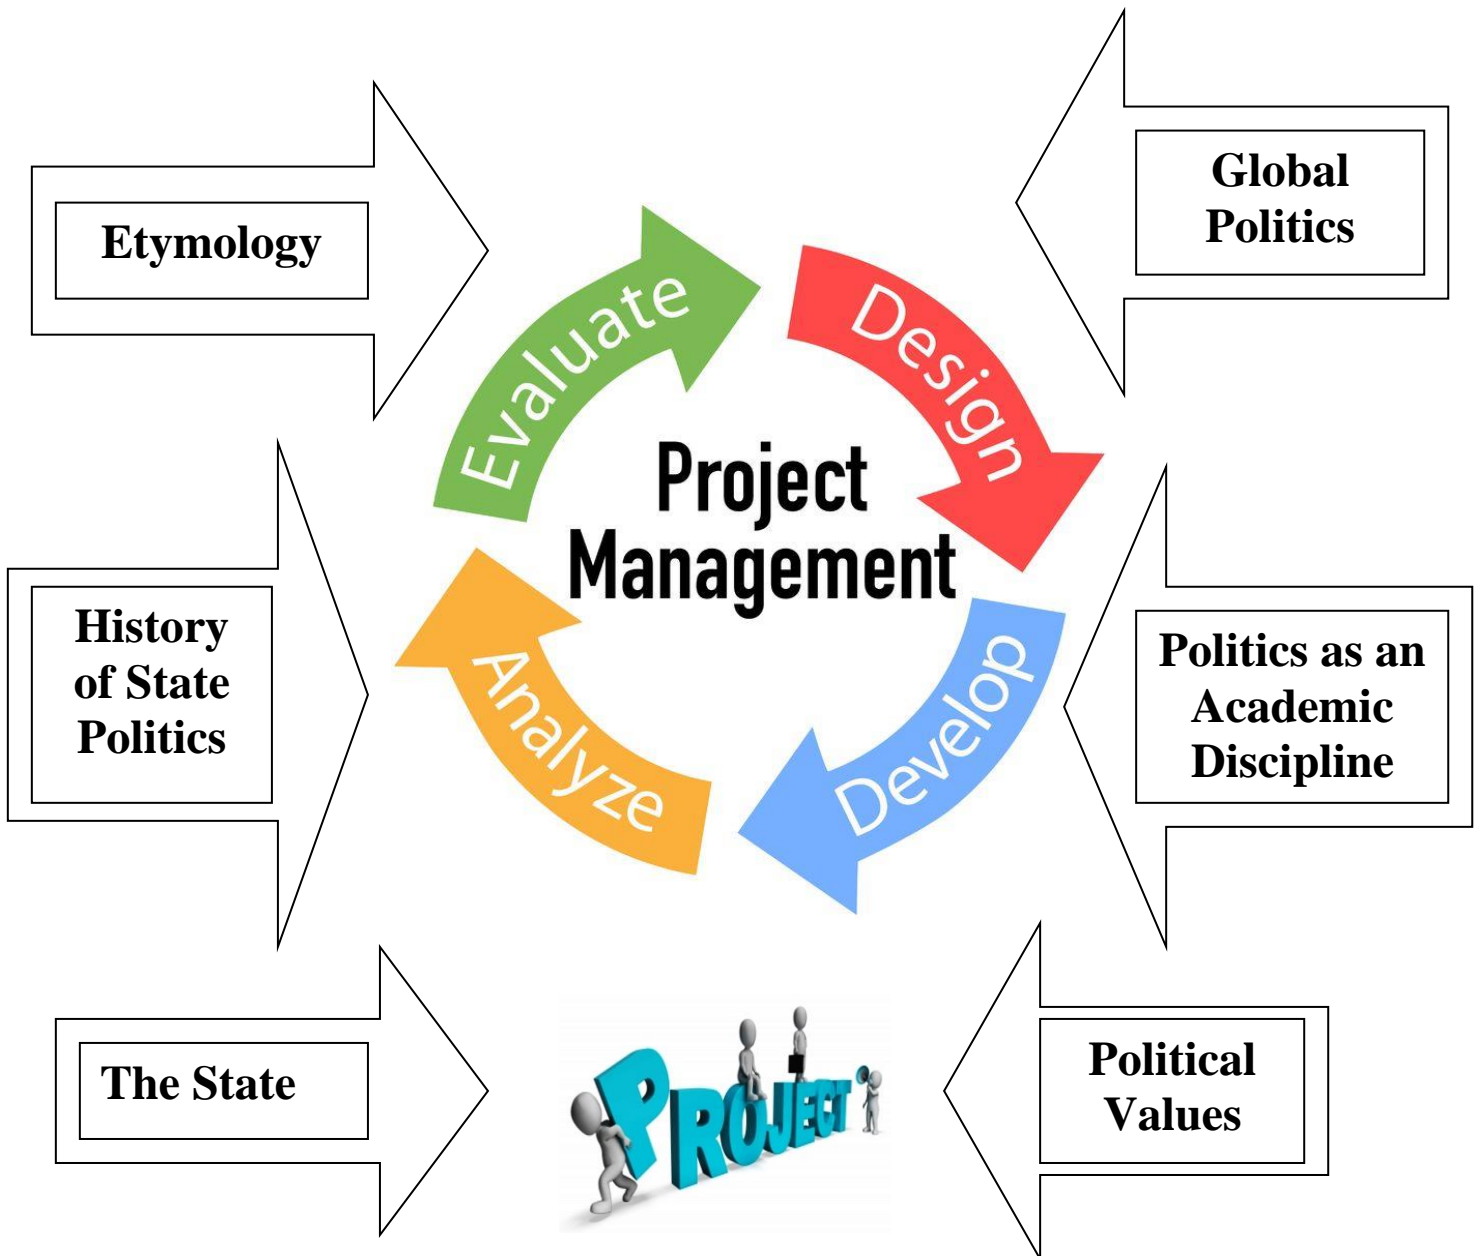 Etymology
Global
Politics
Evaluate
Design
Project
Management
History
of State
Politics
Politics as an
Academic
Discipline
Analyze
Develop
The State
PROJECT
Political
Values